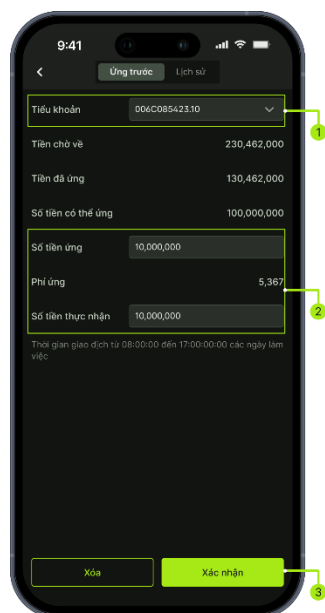 9:41
Ứng trước Lịch sử
Tiểu khoản 006C085423.10
1
Tiền chờ về 230,462,000
Tiền đã ứng 130,462,000
Số tiền có thể ứng 100,000,000
Số tiền ứng 10,000,000
Phí ứng 5,367
2
Số tiền thực nhận 10,000,000
Thời gian giao dịch từ 08:00:00 đến 17:00:00:00 các ngày làm
việc
Xóa Xác nhận
3